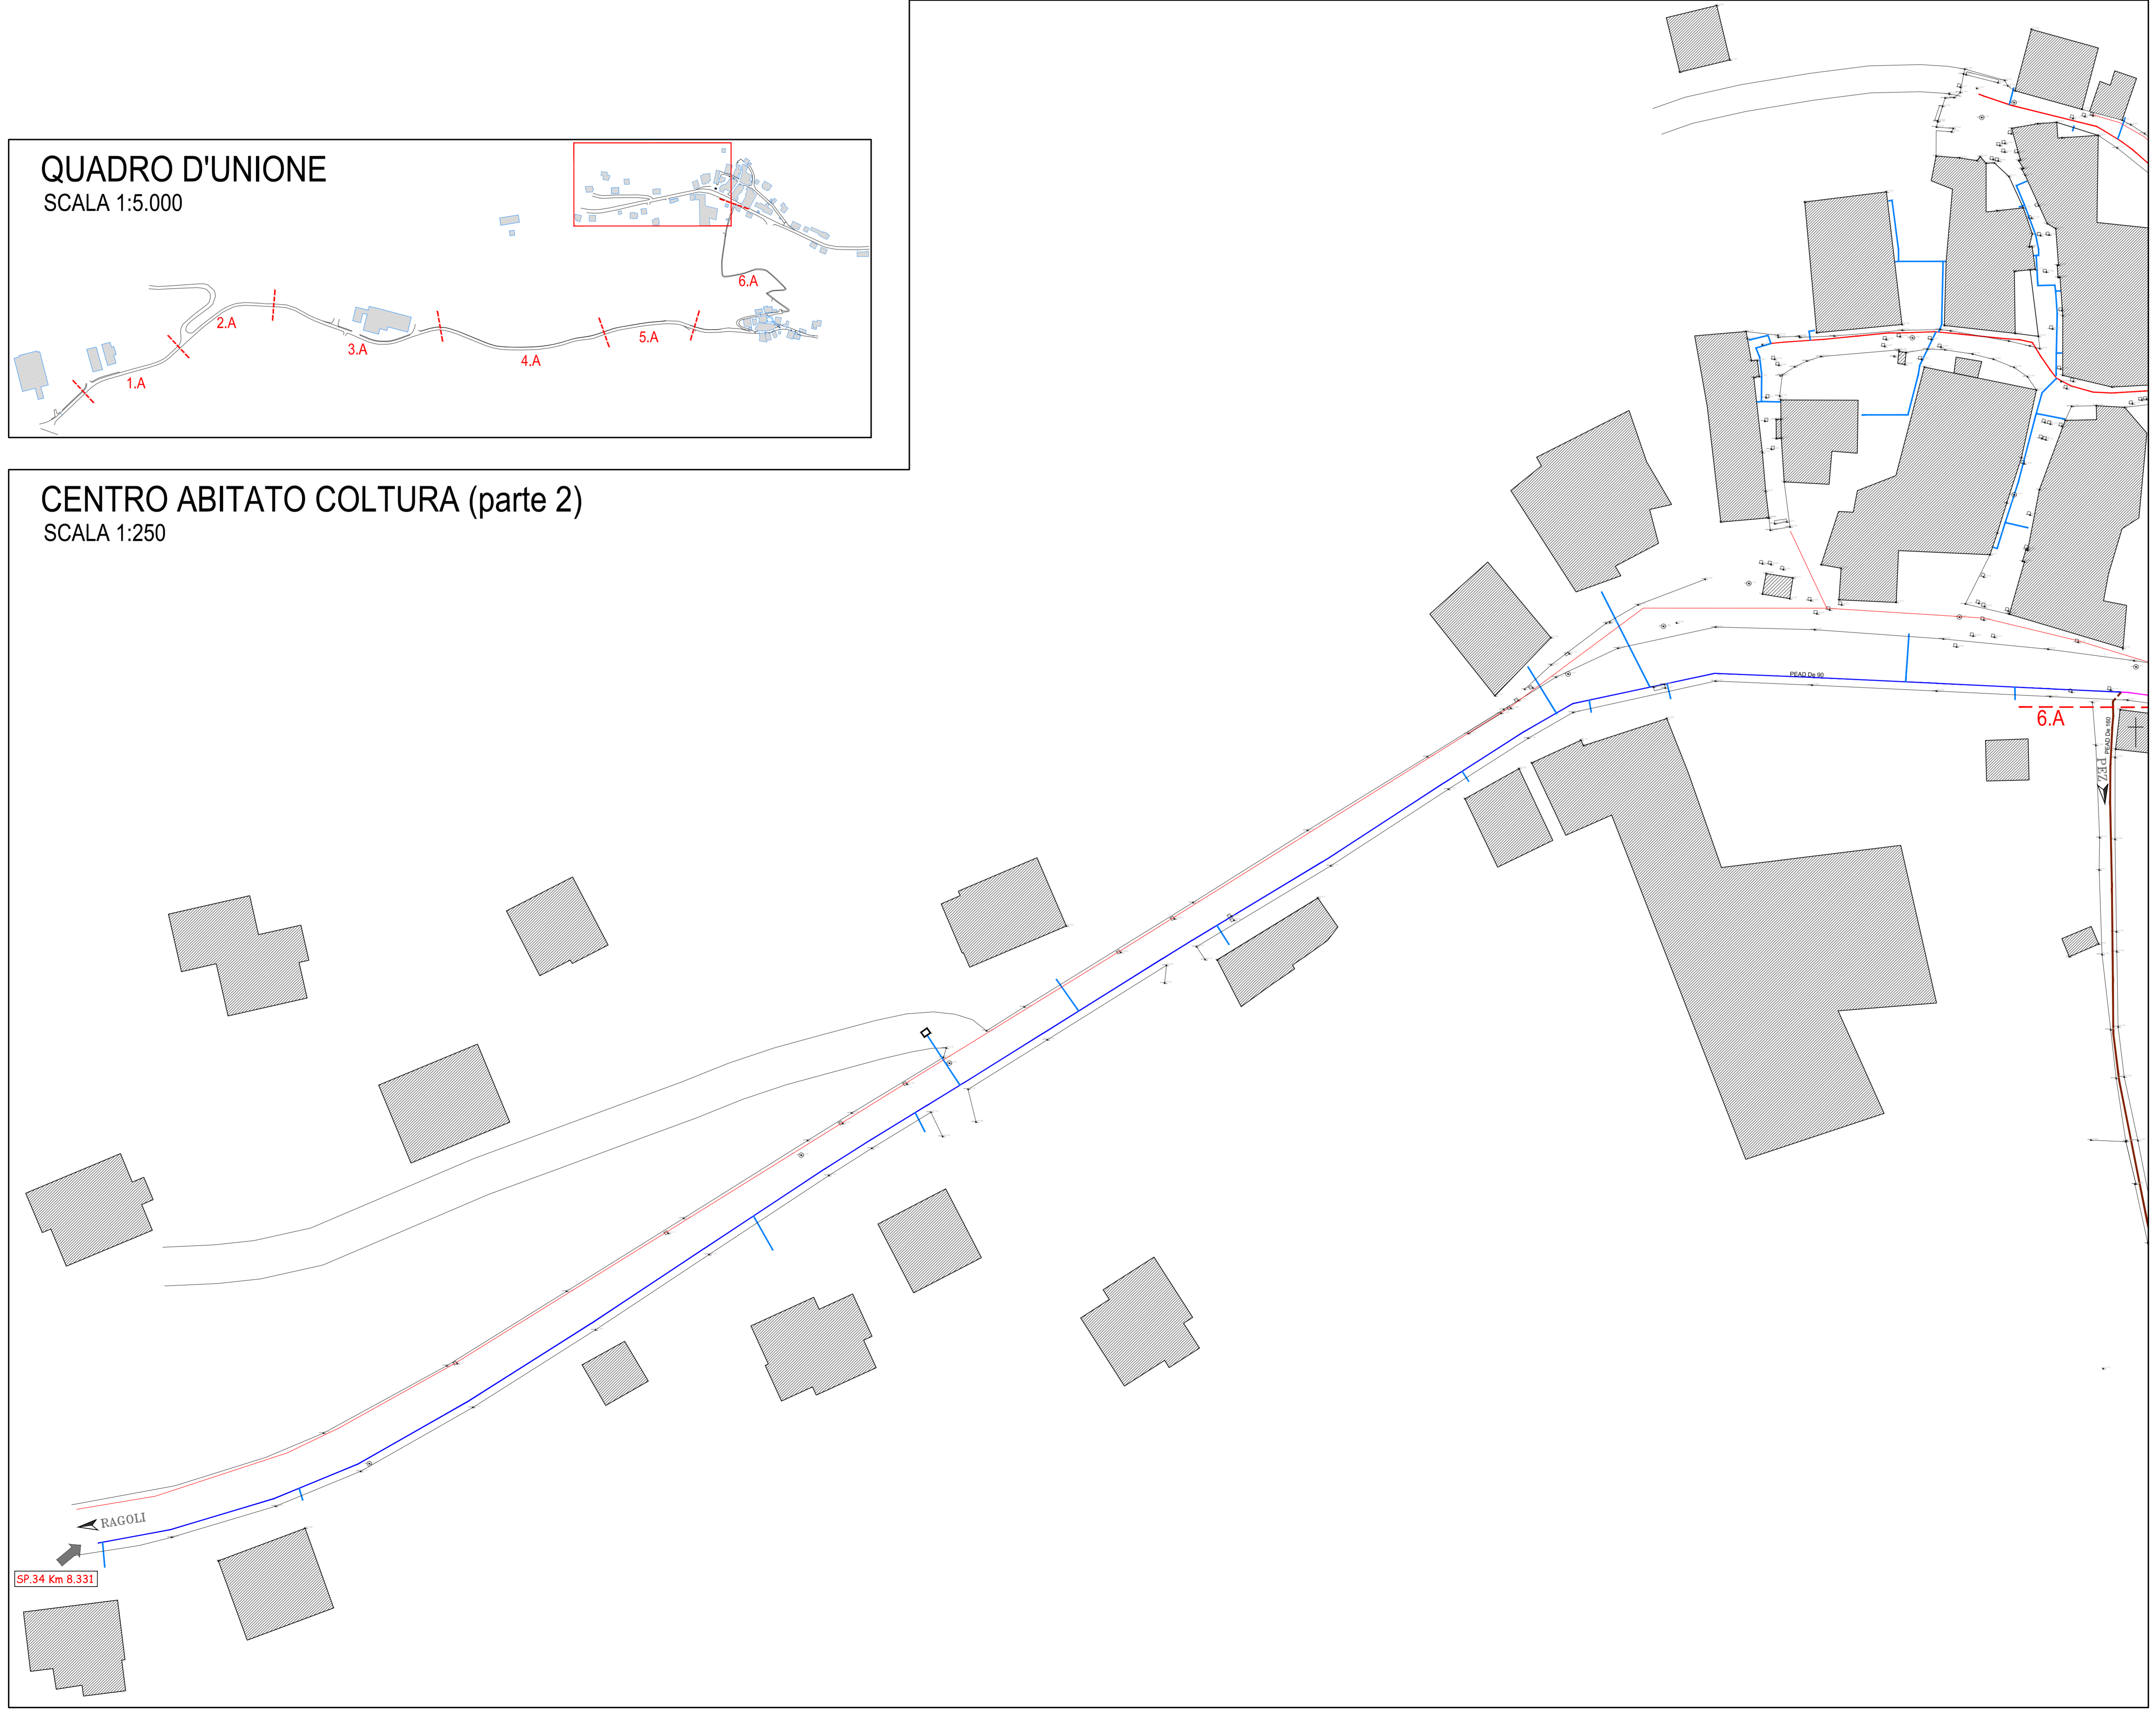 QUADRO D'UNIONE
SCALA 1:5.000
6.A
2.A
3.A
5.A
4.A
1.A
CENTRO ABITATO COLTURA (parte 2)
SCALA 1:250
PEAD De 90
6.A
PEAD De 160
PEZ
RAGOLI
SP.34 Km 8.331